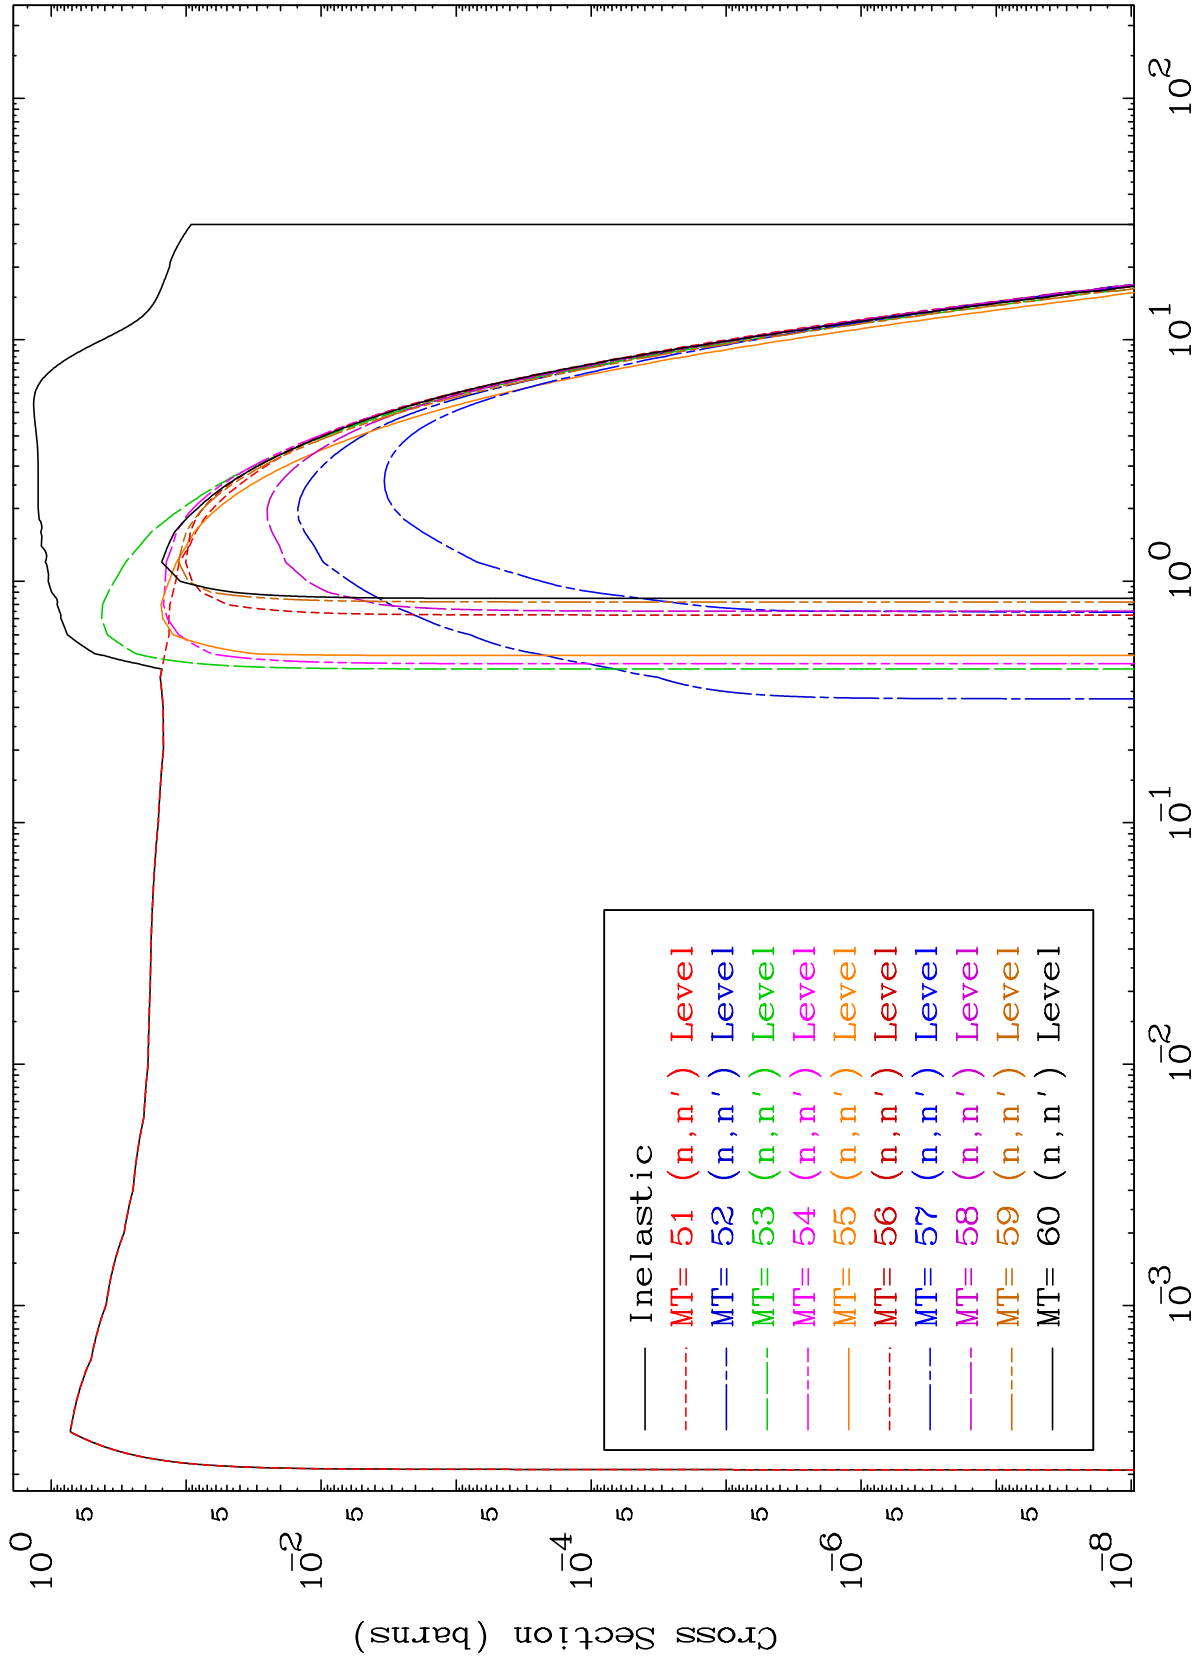 Cross Section (barns)
10^0
5
5
10^-2
5
5
10^-4
5
5
10^-6
5
5
10^-8
Inelastic
MT= 51 (n,n') Level
MT= 52 (n,n') Level
MT= 53 (n,n') Level
MT= 54 (n,n') Level
MT= 55 (n,n') Level
MT= 56 (n,n') Level
MT= 57 (n,n') Level
MT= 58 (n,n') Level
MT= 59 (n,n') Level
MT= 60 (n,n') Level
10^-3
10^-2
10^-1
10^0
10^1
10^2